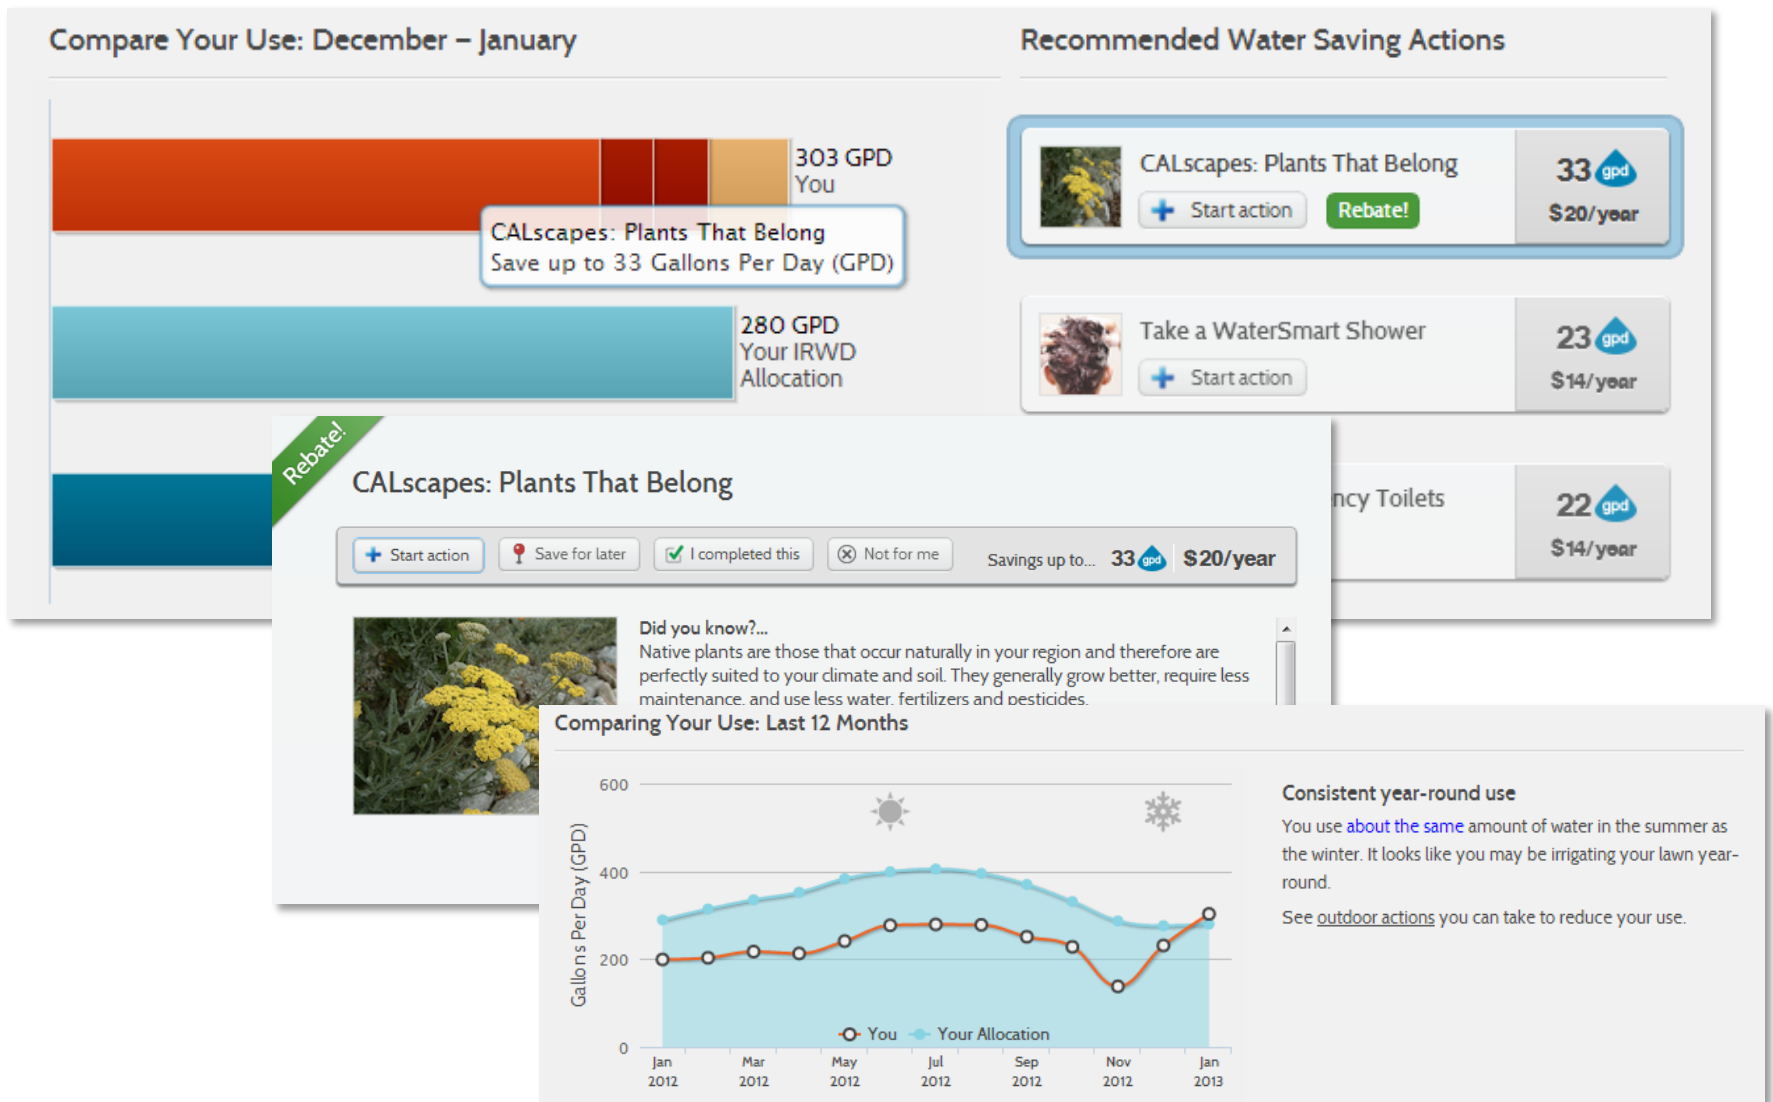 Compare Your Use: December – January
303 GPD
You
CALscapes: Plants That Belong
Save up to 33 Gallons Per Day (GPD)
280 GPD
Your IRWD
Allocation
Recommended Water Saving Actions
CALscapes: Plants That Belong
Start action
Rebate!
33 gpd
$20/year
Take a WaterSmart Shower
Start action
23 gpd
$14/year
Toilets
22 gpd
$14/year
Rebate!
CALscapes: Plants That Belong
Start action
Save for later
I completed this
Not for me
Savings up to... 33 gpd $20/year
Did you know?...
Native plants are those that occur naturally in your region and therefore are
perfectly suited to your climate and soil. They generally grow better, require less
maintenance, and use less water, fertilizers and pesticides.
Comparing Your Use: Last 12 Months
Gallons Per Day (GPD)
600
400
200
0
You
Your Allocation
Jan 2012
Mar 2012
May 2012
Jul 2012
Sep 2012
Nov 2012
Jan 2013
Consistent year-round use
You use about the same amount of water in the summer as
the winter. It looks like you may be irrigating your lawn year-
round.
See outdoor actions you can take to reduce your use.